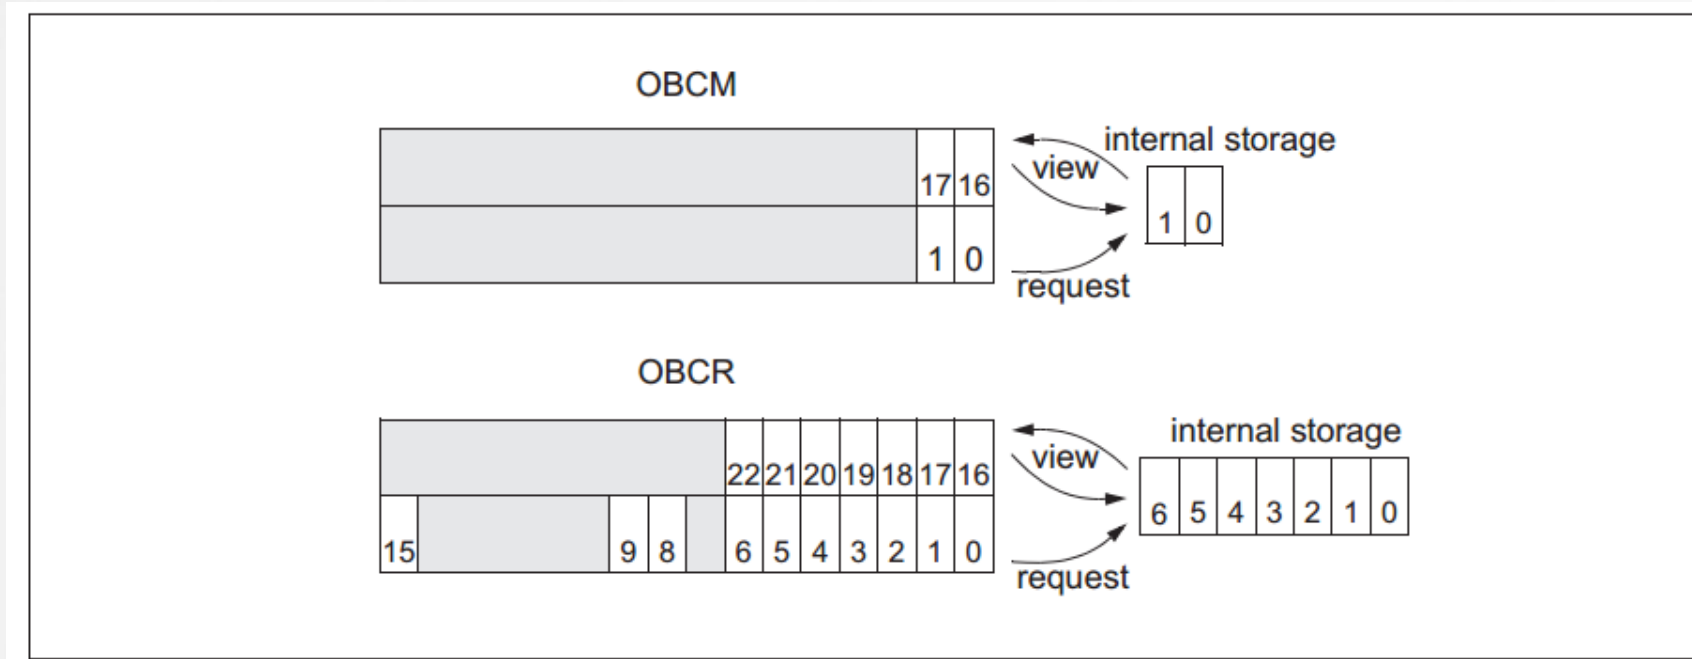 OBCM
internal storage
view
17 16
1 0
1 0
request
OBCR
internal storage
view
22 21 20 19 18 17 16
6 5 4 3 2 1 0
15 9 8 6 5 4 3 2 1 0
request